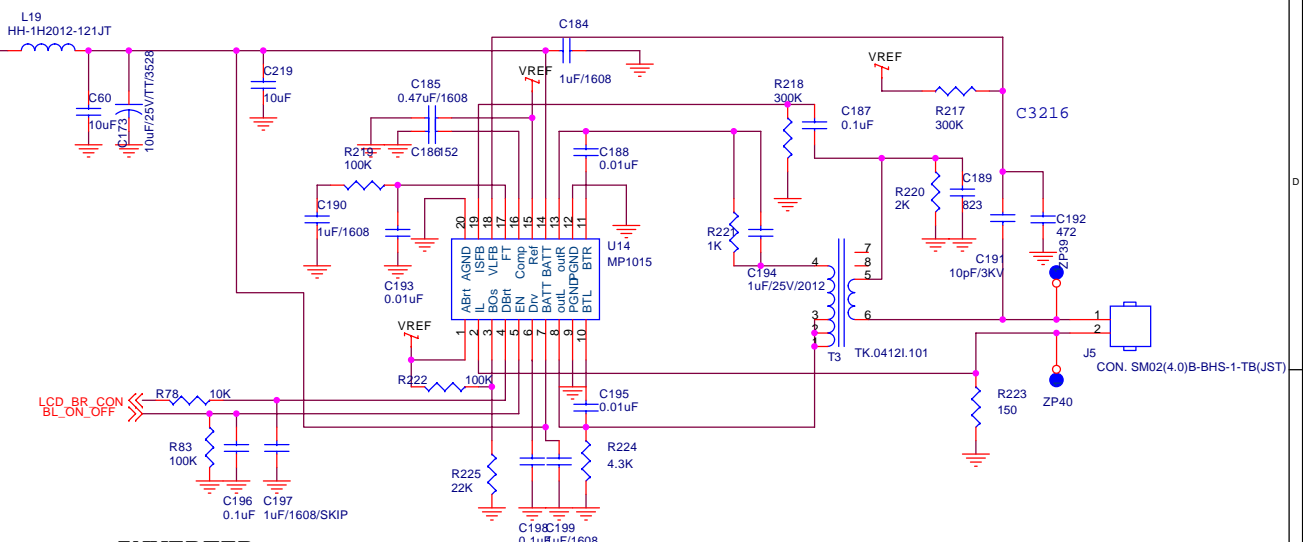 L19
HH-1H2012-121JT
C184
1uF/1608
VREF
VREF
C219
10uF
C60
10uF
C173
10uF/25V/TT/3528
C185
0.47uF/1608
C186
152
R218
300K
C187
0.1uF
R217
300K
C3216
R219
100K
C188
0.01uF
C190
1uF/1608
C193
0.01uF
R220
2K
C189
823
C192
472
R221
1K
C191
10pF/3KV
C194
1uF/25V/2012
ZP39
U14
MP1015
20 19 18 17 16 15 14 13 12 11
AGND ISFB VLFB FT Comp Ref BATT outR PGND BTR
ABrt IL BOs DBrt EN Drv BATT outL PGND BTL
1 2 3 4 5 6 7 8 9 10
4
3
2
1
7
8
5
6
T3
TK.0412I.101
1
2
J5
CON. SM02(4.0)B-BHS-1-TB(JST)
ZP40
VREF
R222
100K
LCD_BR_CON
BL_ON_OFF
R78
10K
R83
100K
C196
0.1uF
C197
1uF/1608/SKIP
R225
22K
C195
0.01uF
R224
4.3K
R223
150
C198
0.1uF
C199
1uF/1608
D